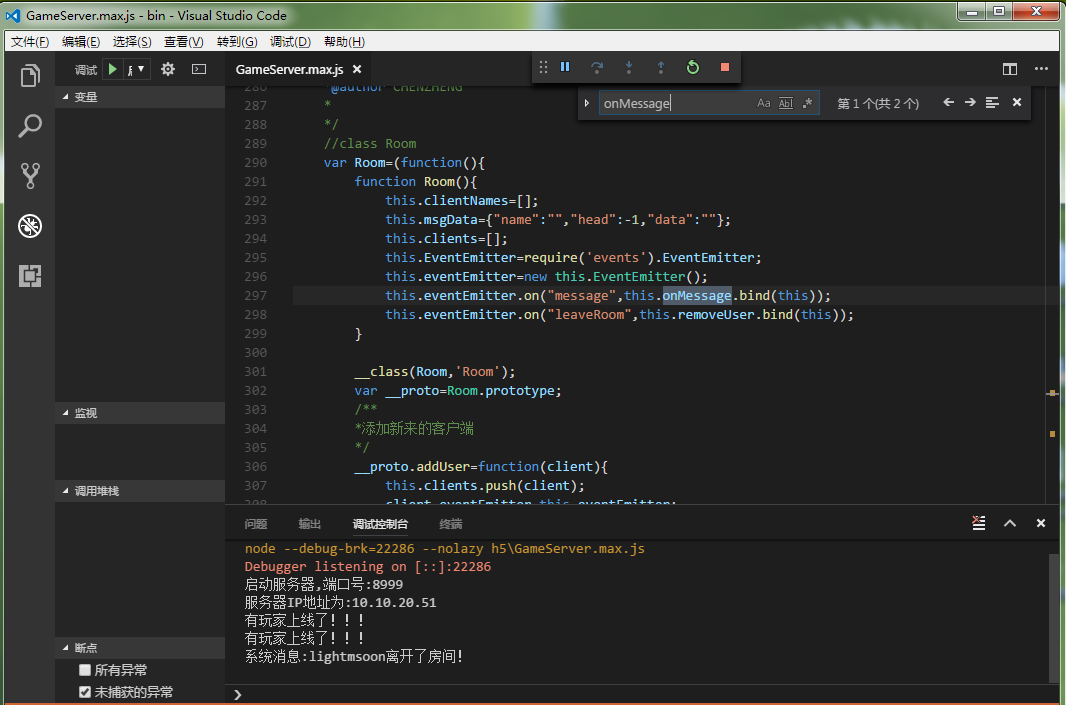 GameServer.max.js - bin - Visual Studio Code
文件(F) 编辑(E) 选择(S) 查看(V) 转到(G) 调试(D) 帮助(H)
调试
GameServer.max.js
变量
onMessage
Aa Abl .*
第 1 个(共 2 个)
286 @author CHENZHENG
287 *
288 */
289 //class Room
290 var Room=(function(){
291 function Room(){
292 this.clientNames=[];
293 this.msgData={"name":"","head":-1,"data":""};
294 this.clients=[];
295 this.EventEmitter=require('events').EventEmitter;
296 this.eventEmitter=new this.EventEmitter();
297 this.eventEmitter.on("message",this.onMessage.bind(this));
298 this.eventEmitter.on("leaveRoom",this.removeUser.bind(this));
299 }
300
301 __class(Room,'Room');
302 var __proto=Room.prototype;
303 /**
304 *添加新来的客户端
305 */
306 __proto.addUser=function(client){
307 this.clients.push(client);
308 client.eventEmitter=this.eventEmitter;
监视
调用堆栈
断点
所有异常
未捕获的异常
问题 输出 调试控制台 终端
node --debug-brk=22286 --nolazy h5\GameServer.max.js
Debugger listening on [::]:22286
启动服务器,端口号:8999
服务器IP地址为:10.10.20.51
有玩家上线了!!!
有玩家上线了!!!
系统消息:lightmsoon离开了房间!